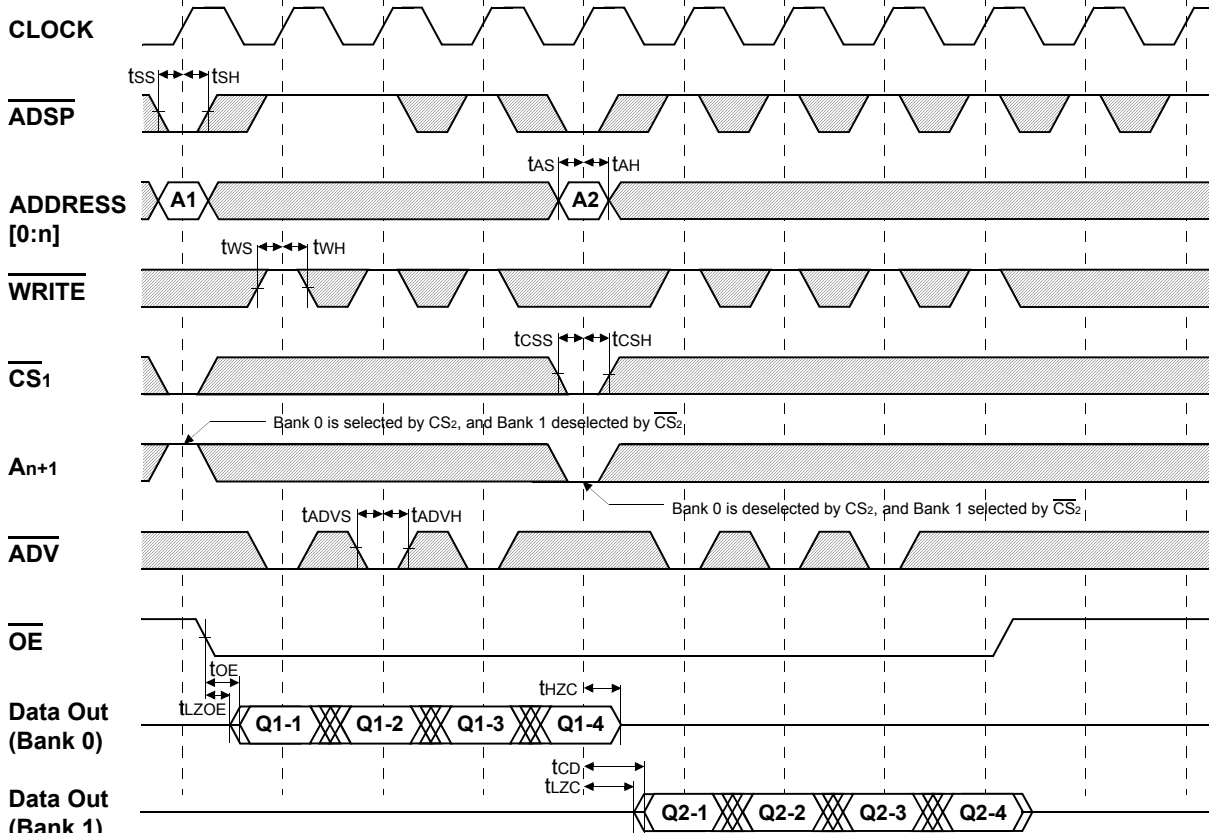 CLOCK
tSS tSH
ADSP
tAS tAH
ADDRESS
[0:n]
A1 A2
tWS tWH
WRITE
tCSS tCSH
CS1
Bank 0 is selected by CS2, and Bank 1 deselected by CS2
An+1
Bank 0 is deselected by CS2, and Bank 1 selected by CS2
tADVS tADVH
ADV
OE
tOE
tHZC
tLZOE
Data Out
(Bank 0)
Q1-1 Q1-2 Q1-3 Q1-4
tCD
tLZC
Data Out
(Bank 1)
Q2-1 Q2-2 Q2-3 Q2-4